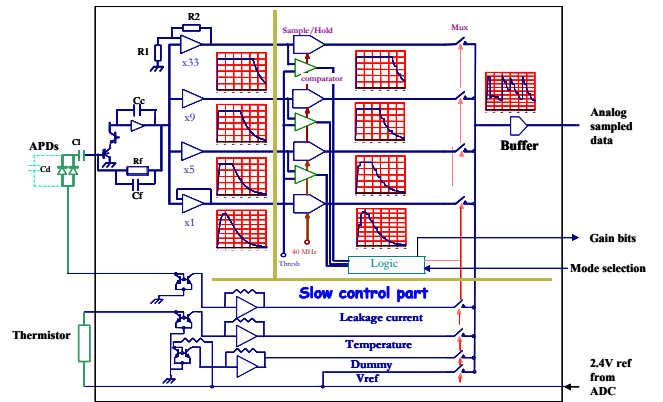 R2
Sample/Hold
Mux
R1
x33
comparator
Cc
x9
Analog
sampled
data
APDs
C1
Buffer
Cd
Rf
x5
Cf
x1
Gain bits
40 MHz
Thresh
Logic
Mode selection
Slow control part
Leakage current
Thermistor
Temperature
Dummy
Vref
2.4V ref
from
ADC